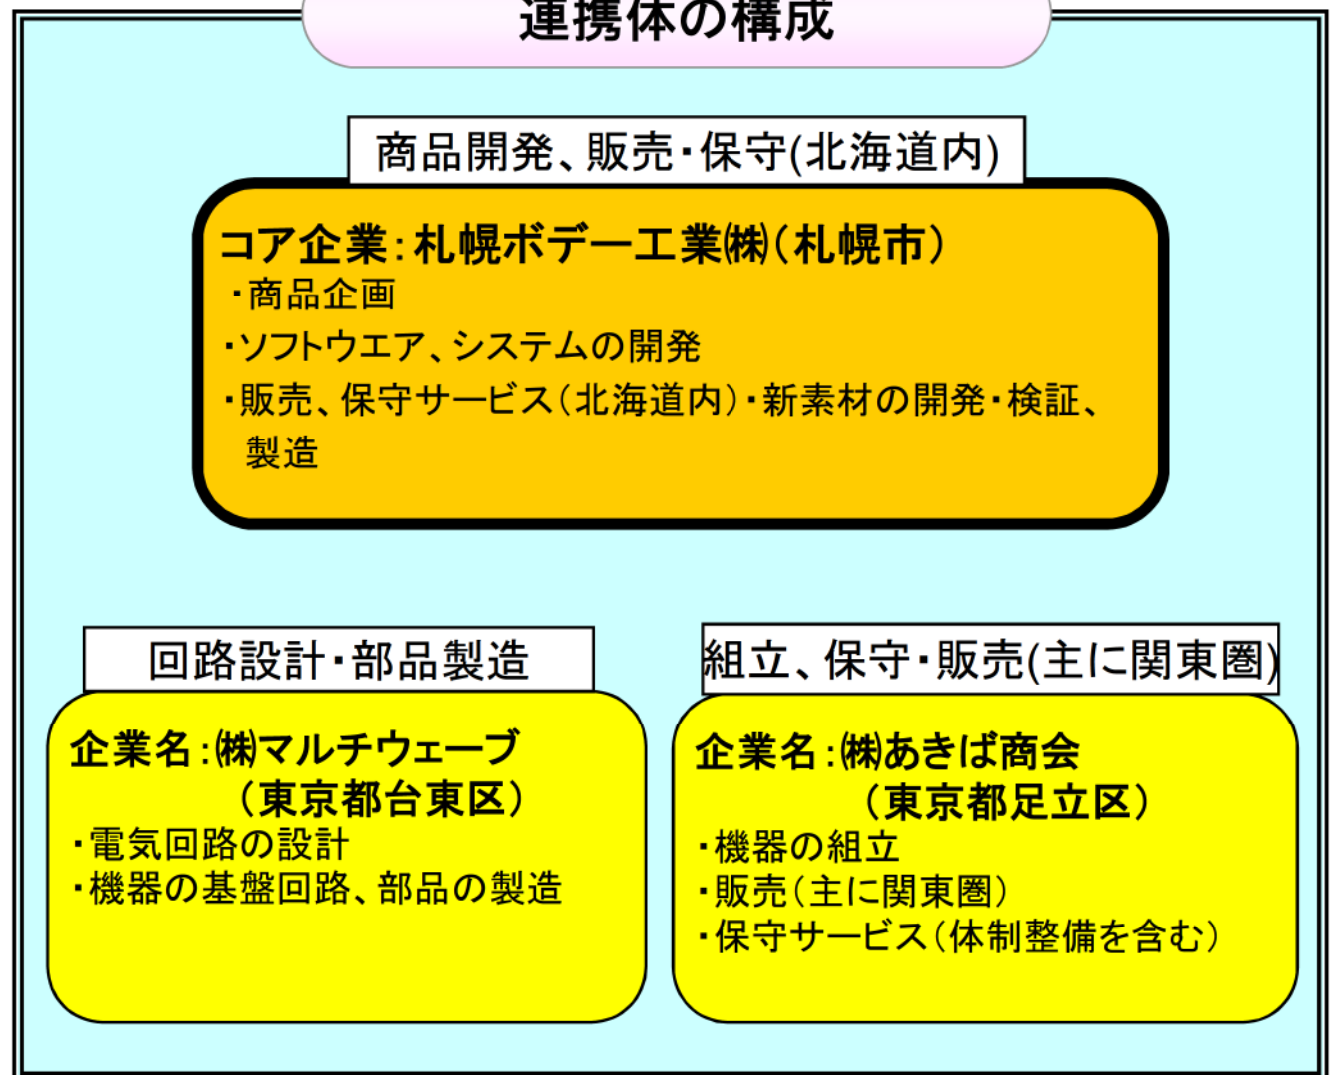 連携体の構成
商品開発、販売・保守(北海道内)
コア企業：札幌ボデー工業㈱（札幌市）
・商品企画
・ソフトウエア、システムの開発
・販売、保守サービス（北海道内）・新素材の開発・検証、
製造
回路設計・部品製造
企業名：㈱マルチウェーブ
（東京都台東区）
・電気回路の設計
・機器の基盤回路、部品の製造
組立、保守・販売(主に関東圏)
企業名：㈱あきば商会
（東京都足立区）
・機器の組立
・販売（主に関東圏）
・保守サービス（体制整備を含む）